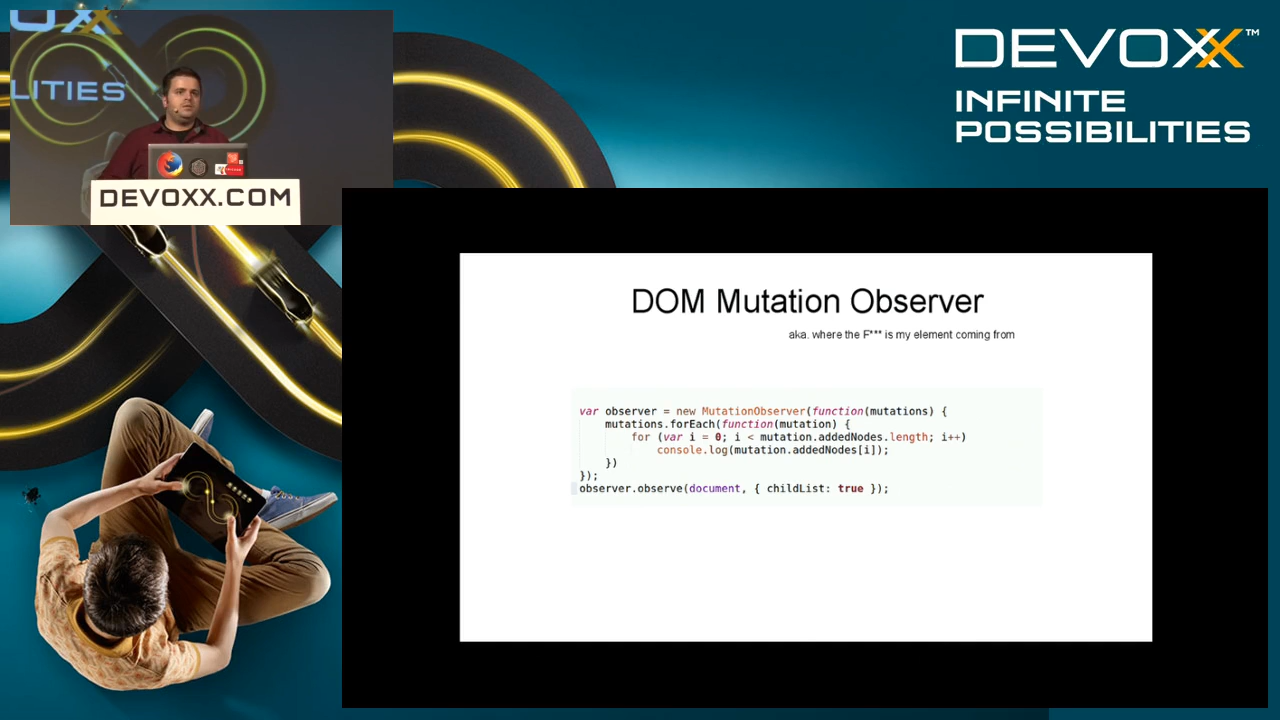 DEVOXX™
INFINITE
POSSIBILITIES
LITIES
DEVOXX.COM
DOM Mutation Observer
aka. where the F*** is my element coming from
var observer = new MutationObserver(function(mutations) {
    mutations.forEach(function(mutation) {
        for (var i = 0; i < mutation.addedNodes.length; i++)
            console.log(mutation.addedNodes[i]);
    })
});
observer.observe(document, { childList: true });